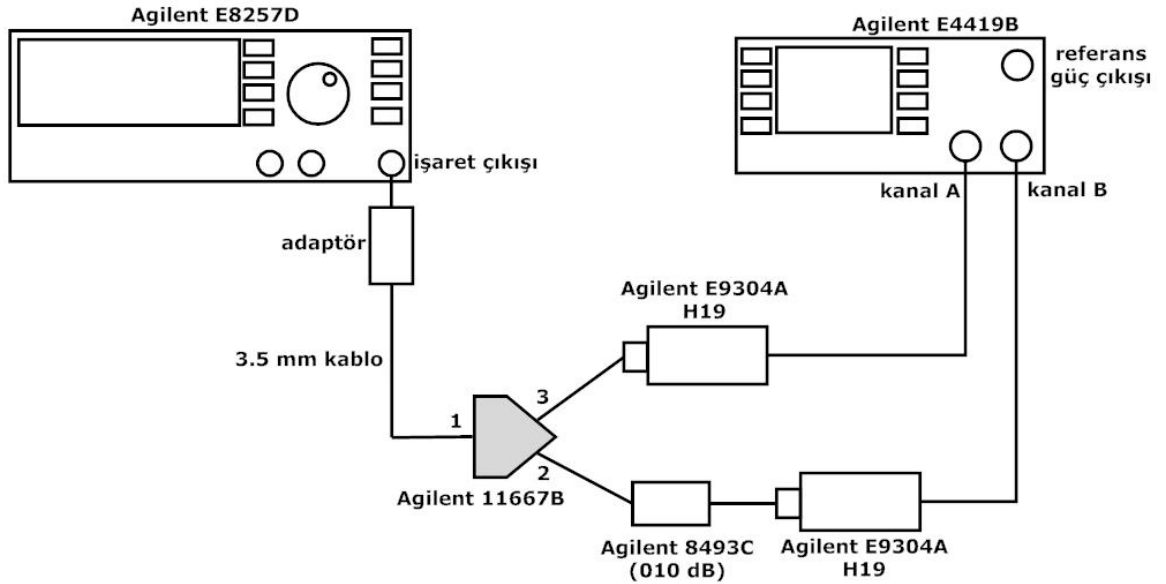 Agilent E8257D
Agilent E4419B
referans
güç çıkışı
işaret çıkışı
kanal A
kanal B
adaptör
Agilent E9304A
H19
3.5 mm kablo
3
1
2
Agilent 11667B
Agilent 8493C
(010 dB)
Agilent E9304A
H19